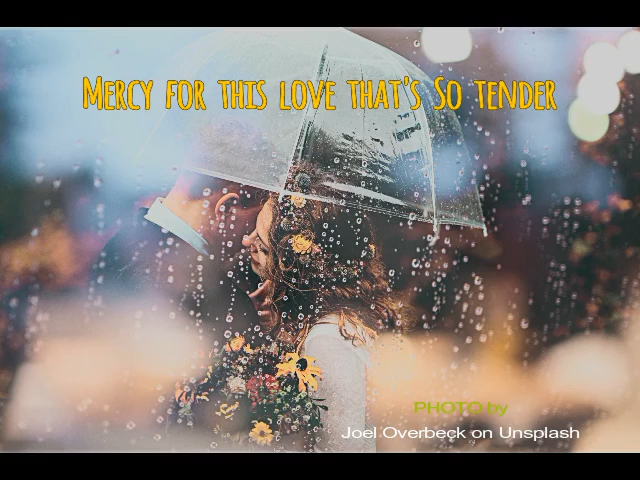 Mercy for this love that's So tender
PHOTO by
Joel Overbeck on Unsplash